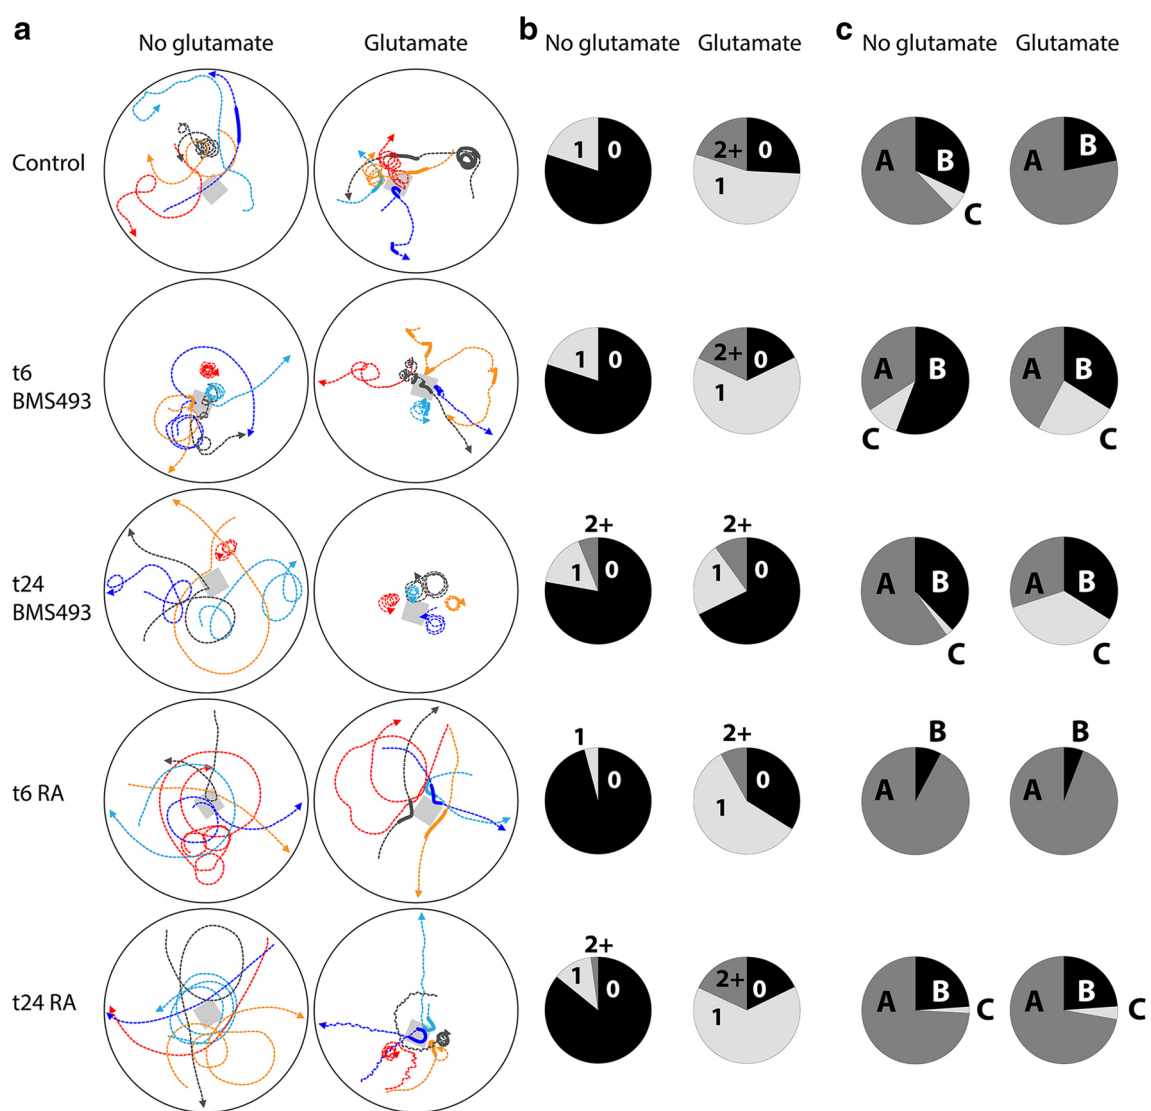 a b c
No glutamate Glutamate No glutamate Glutamate No glutamate Glutamate
Control
1 0 2+ 0 1 A B C A B
t6
BMS493
1 0 2+ 0 1 A B C A B C
t24
BMS493
2+ 1 0 2+ 1 0 A B C A B C
t6 RA
1 0 2+ 0 1 B A B A
t24 RA
2+ 1 0 2+ 0 1 A B C A B C